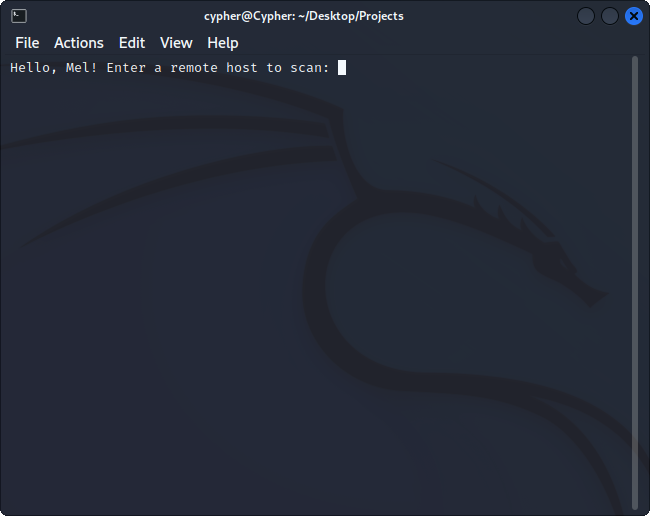 cypher@Cypher: ~/Desktop/Projects
File Actions Edit View Help
Hello, Mel! Enter a remote host to scan: